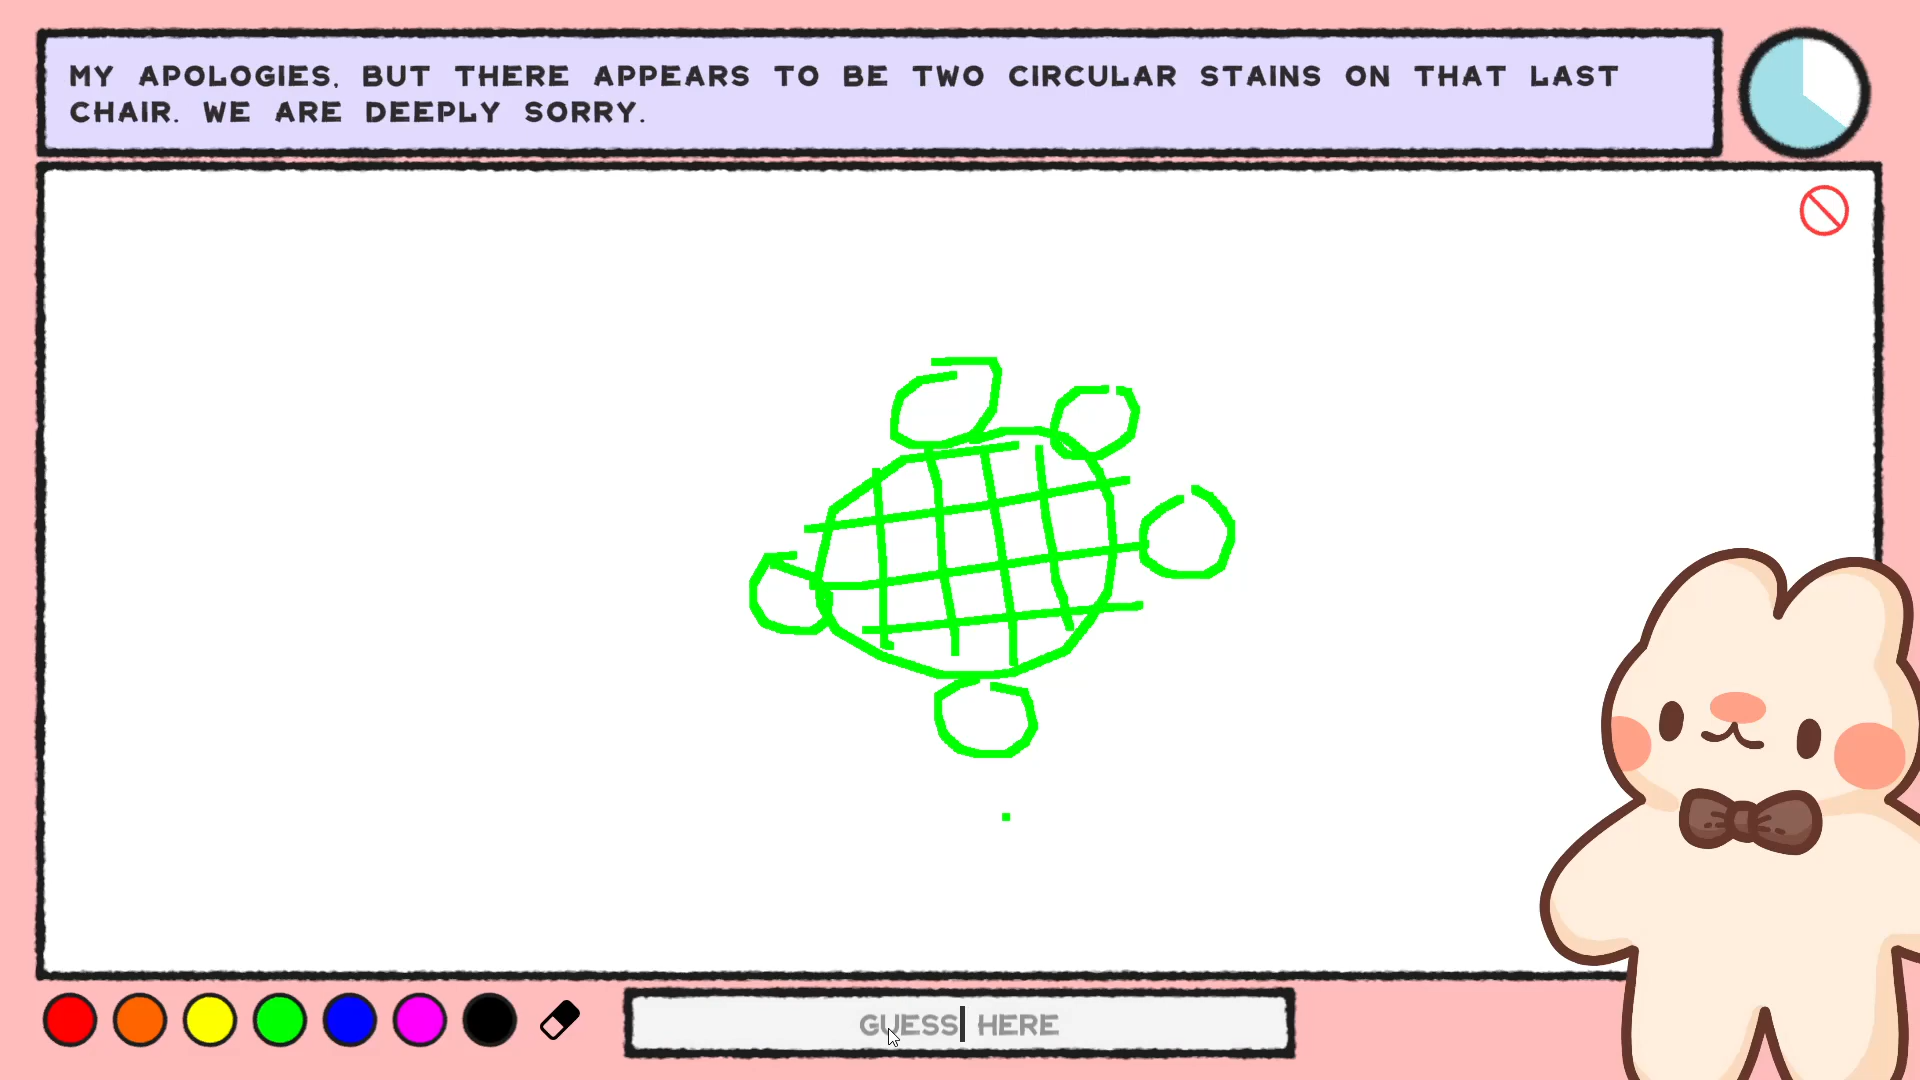 MY APOLOGIES, BUT THERE APPEARS TO BE TWO CIRCULAR STAINS ON THAT LAST
CHAIR. WE ARE DEEPLY SORRY.
GUESS HERE